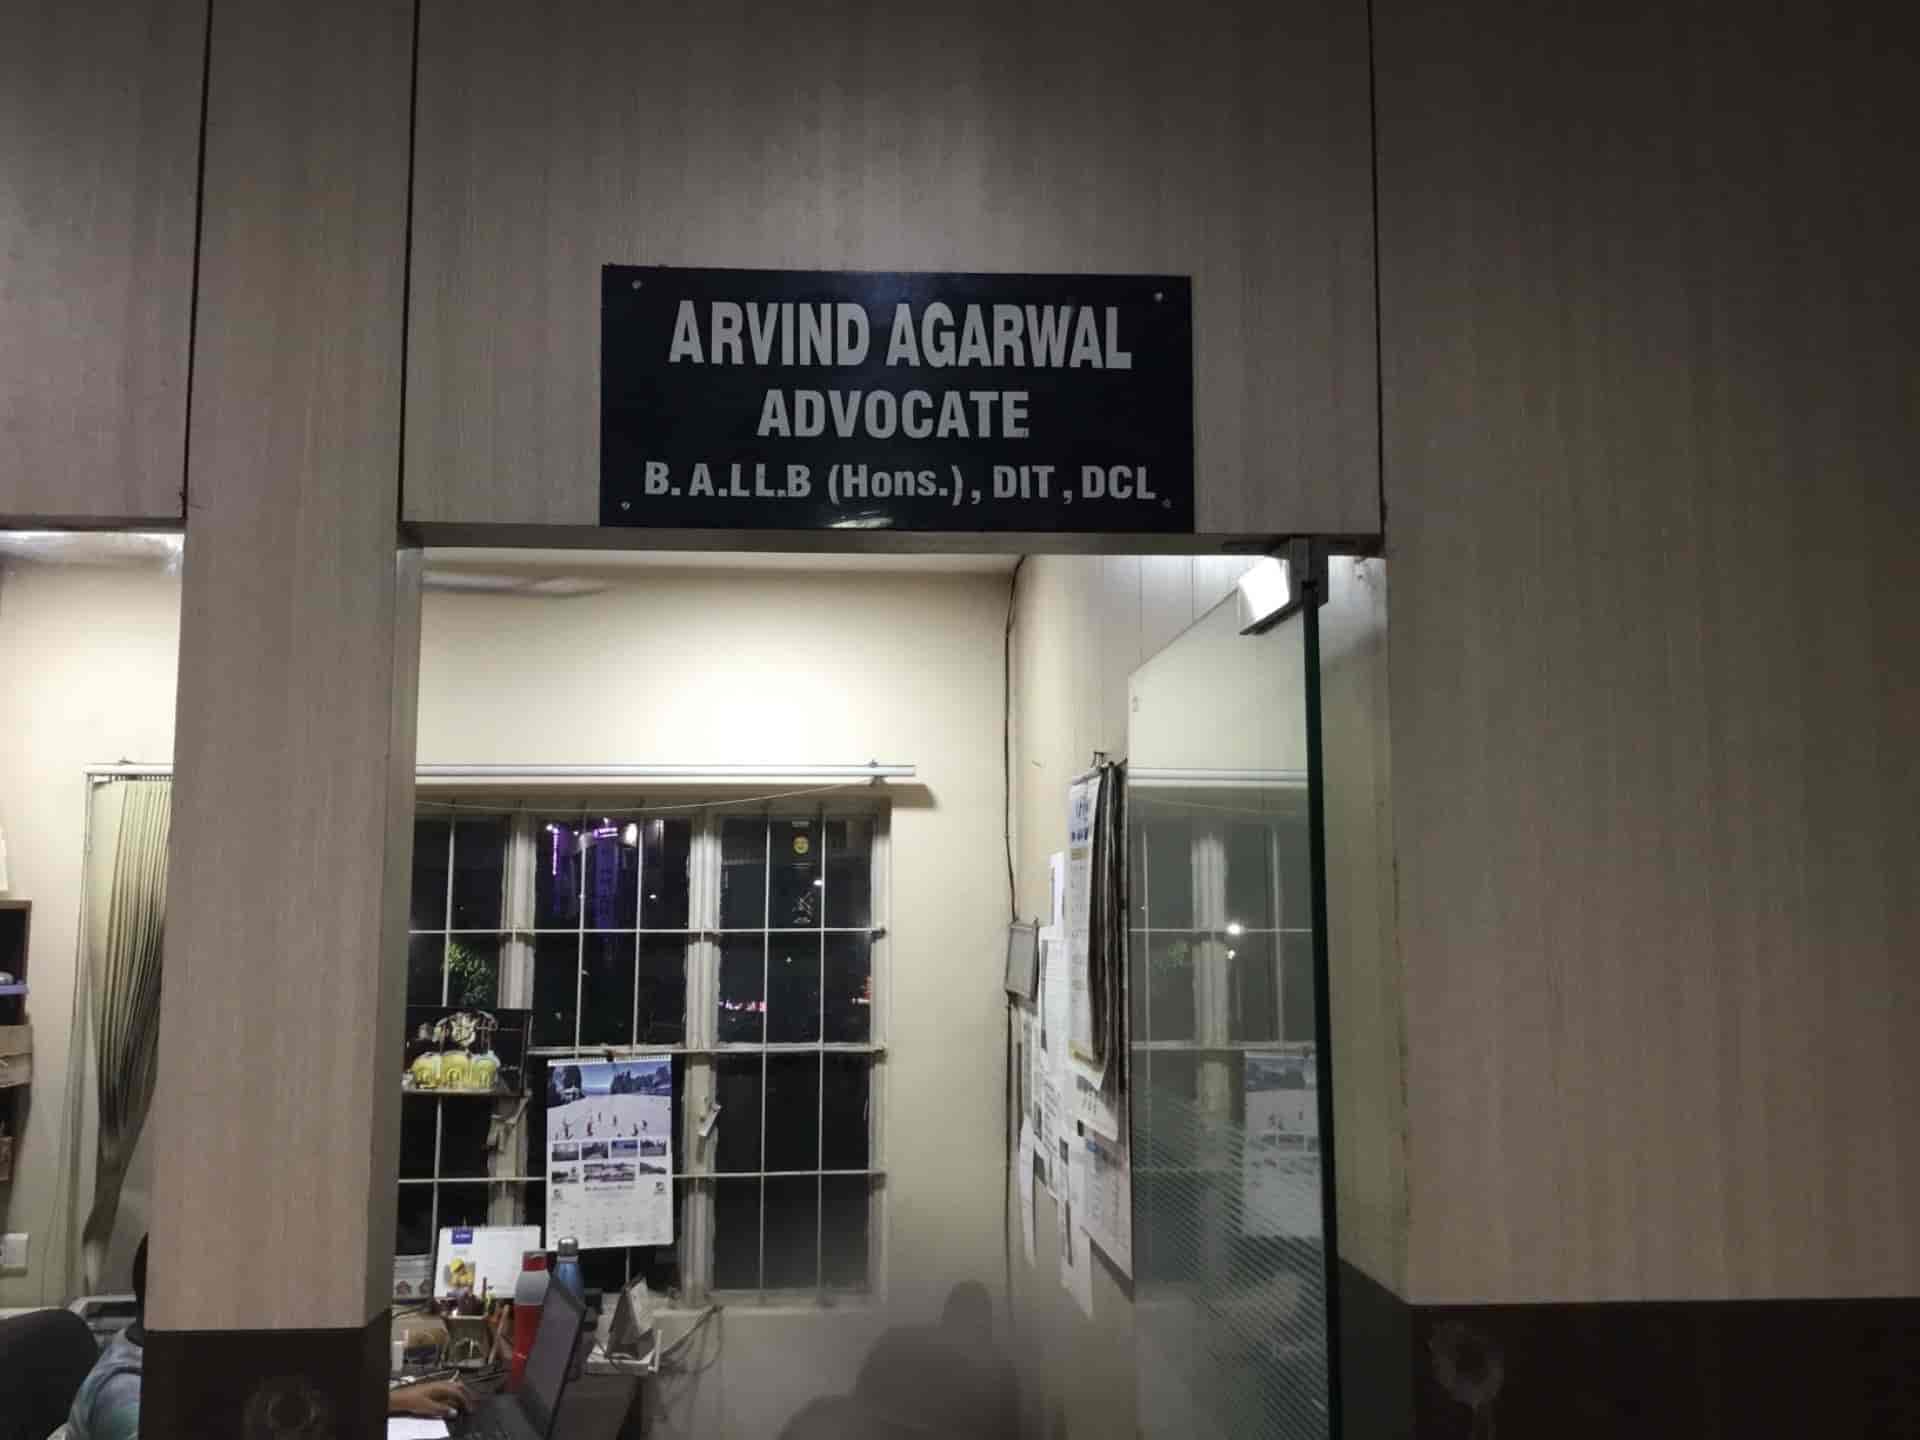 ARVIND AGARWAL
ADVOCATE
B.A.LL.B (Hons.), DIT, DCL